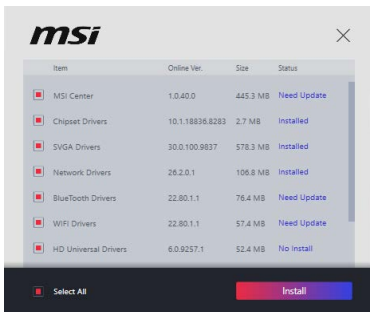 msi
Item Online Ver. Size Status
MSI Center 1.0.40.0 445.3 MB Need Update
Chipset Drivers 10.1.18836.8283 2.7 MB Installed
SVGA Drivers 30.0.100.9837 578.3 MB Installed
Network Drivers 26.2.0.1 106.8 MB Installed
BlueTooth Drivers 22.80.1.1 76.4 MB Need Update
WIFI Drivers 22.80.1.1 57.4 MB Need Update
HD Universal Drivers 6.0.9257.1 52.4 MB No Install
Select All Install